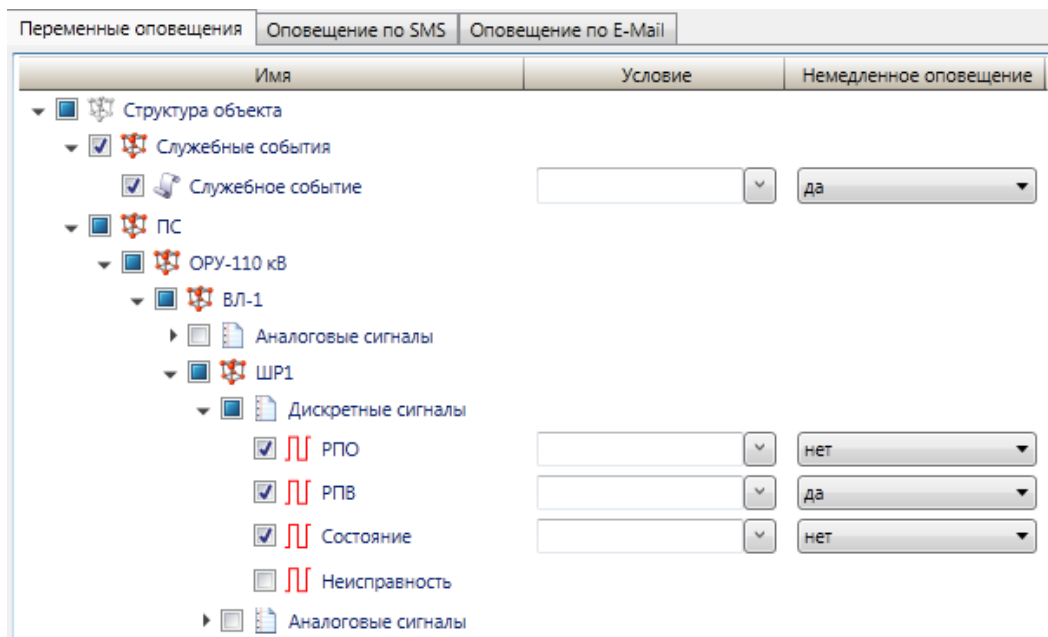 Переменные оповещения Оповещение по SMS Оповещение по E-Mail
Имя Условие Немедленное оповещение
Структура объекта
Служебные события
Служебное событие да
ПС
ОРУ-110 кВ
ВЛ-1
Аналоговые сигналы
ШР1
Дискретные сигналы
РПО нет
РПВ да
Состояние нет
Неисправность
Аналоговые сигналы